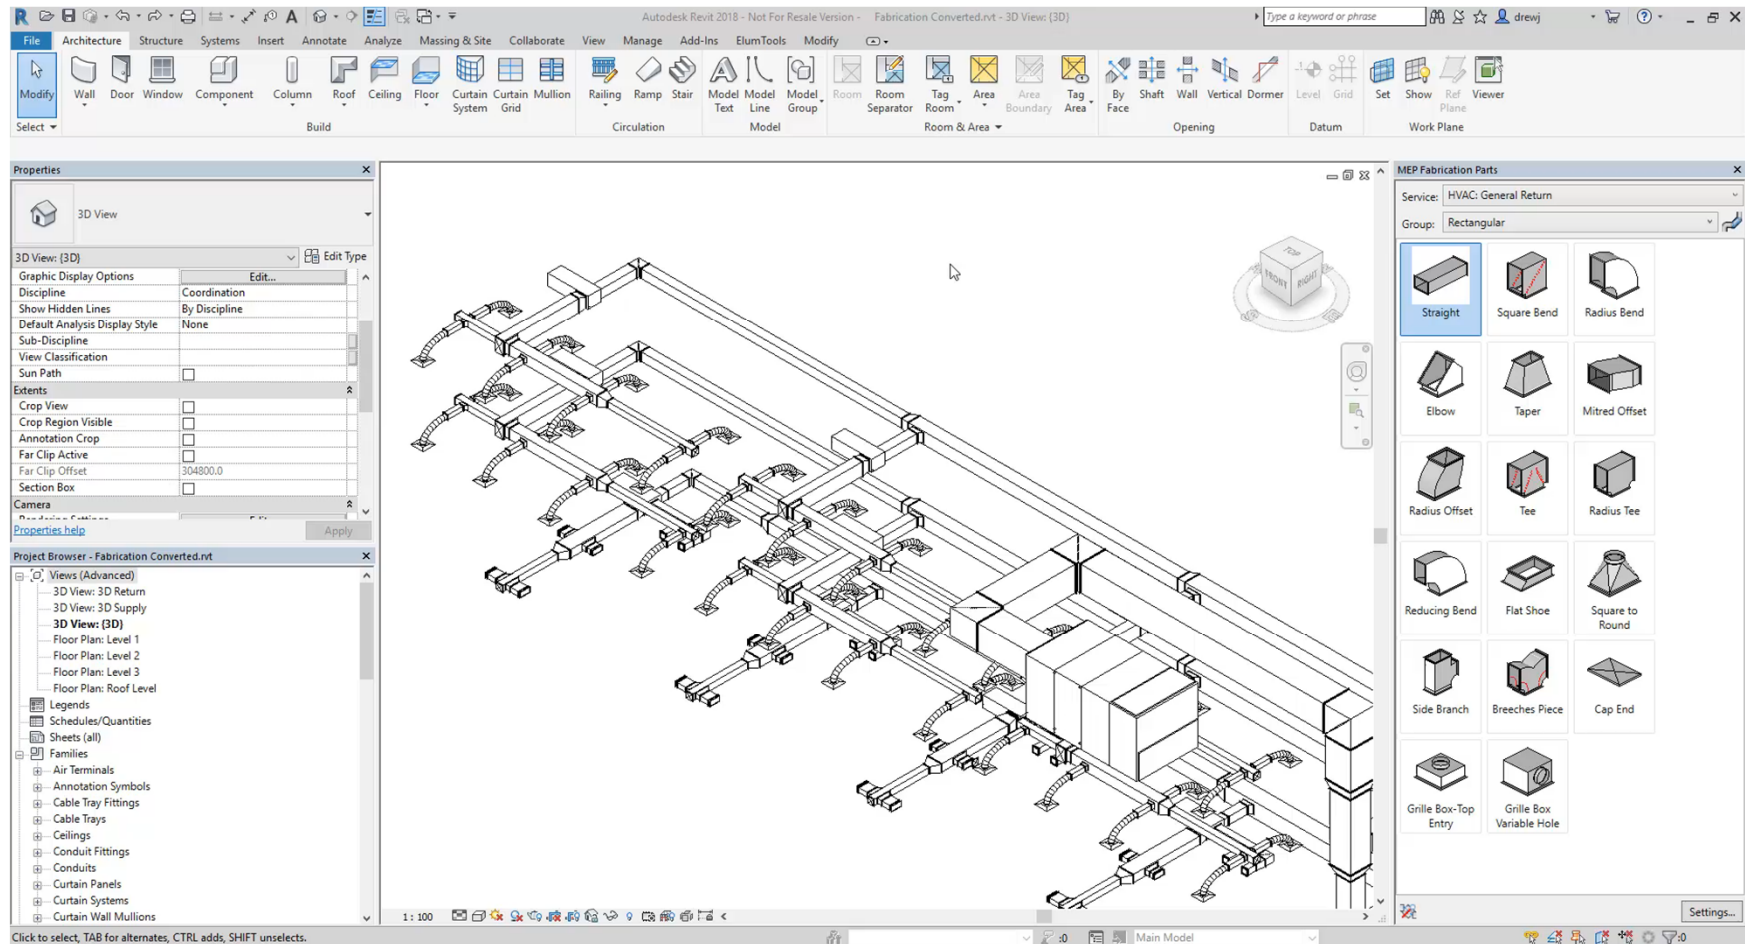 Autodesk Revit 2018 - Not For Resale Version - Fabrication Converted.rvt - 3D View: {3D}
Type a keyword or phrase
drewj
File Architecture Structure Systems Insert Annotate Analyze Massing & Site Collaborate View Manage Add-Ins ElumTools Modify
Modify Wall Door Window Component Column Roof Ceiling Floor Curtain System Curtain Grid Mullion Railing Ramp Stair Model Text Model Line Model Group Room Room Separator Tag Room Area Area Boundary Tag Area By Face Shaft Wall Vertical Dormer Level Grid Set Show Ref Plane Viewer
Select Build Circulation Model Room & Area Opening Datum Work Plane
Properties
3D View
3D View: {3D} Edit Type
Graphic Display Options Edit...
Discipline Coordination
Show Hidden Lines By Discipline
Default Analysis Display Style None
Sub-Discipline
View Classification
Sun Path
Extents
Crop View
Crop Region Visible
Annotation Crop
Far Clip Active
Far Clip Offset 304800.0
Section Box
Camera
Properties help Apply
Project Browser - Fabrication Converted.rvt
Views (Advanced)
3D View: 3D Return
3D View: 3D Supply
3D View: {3D}
Floor Plan: Level 1
Floor Plan: Level 2
Floor Plan: Level 3
Floor Plan: Roof Level
Legends
Schedules/Quantities
Sheets (all)
Families
Air Terminals
Annotation Symbols
Cable Tray Fittings
Cable Trays
Ceilings
Conduit Fittings
Conduits
Curtain Panels
Curtain Systems
Curtain Wall Mullions
TOP
FRONT
RIGHT
1 : 100
MEP Fabrication Parts
Service: HVAC: General Return
Group: Rectangular
Straight Square Bend Radius Bend
Elbow Taper Mitred Offset
Radius Offset Tee Radius Tee
Reducing Bend Flat Shoe Square to Round
Side Branch Breeches Piece Cap End
Grille Box-Top Entry Grille Box Variable Hole
Settings...
Click to select, TAB for alternates, CTRL adds, SHIFT unselects.
:0
Main Model
:0